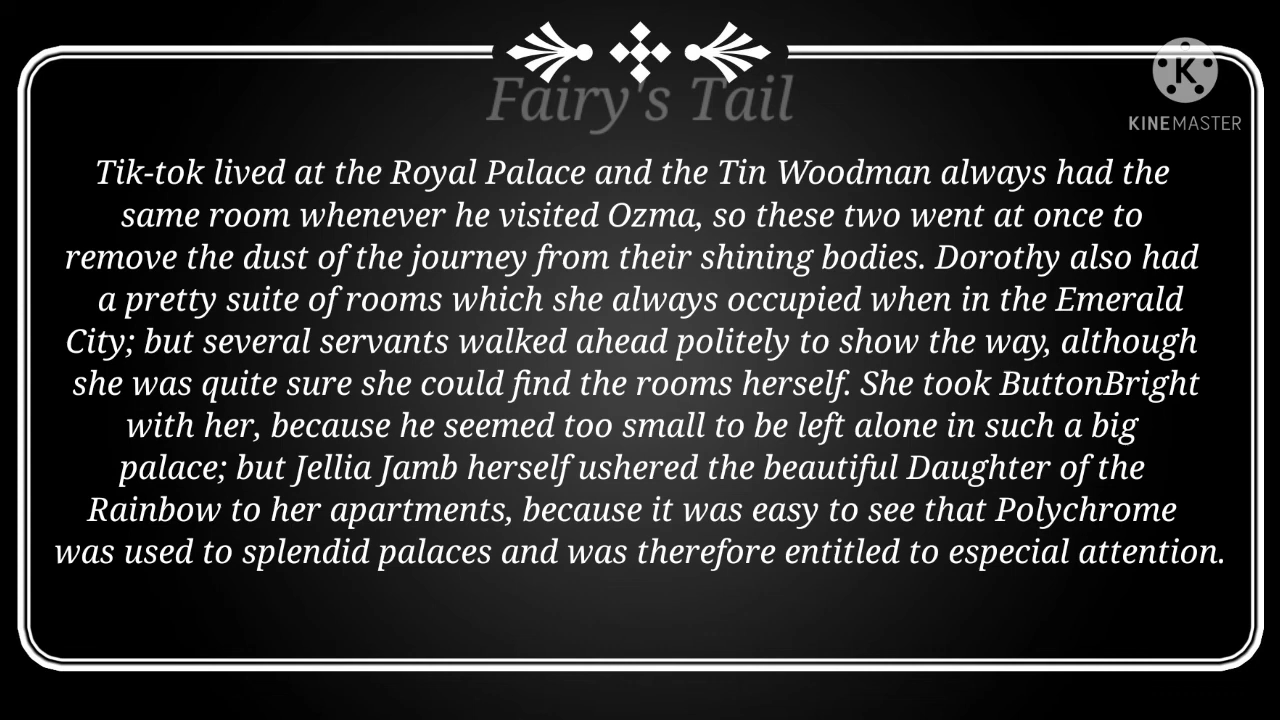 Fairy's Tail
K
KINEMASTER
Tik-tok lived at the Royal Palace and the Tin Woodman always had the
same room whenever he visited Ozma, so these two went at once to
remove the dust of the journey from their shining bodies. Dorothy also had
a pretty suite of rooms which she always occupied when in the Emerald
City; but several servants walked ahead politely to show the way, although
she was quite sure she could find the rooms herself. She took ButtonBright
with her, because he seemed too small to be left alone in such a big
palace; but Jellia Jamb herself ushered the beautiful Daughter of the
Rainbow to her apartments, because it was easy to see that Polychrome
was used to splendid palaces and was therefore entitled to especial attention.